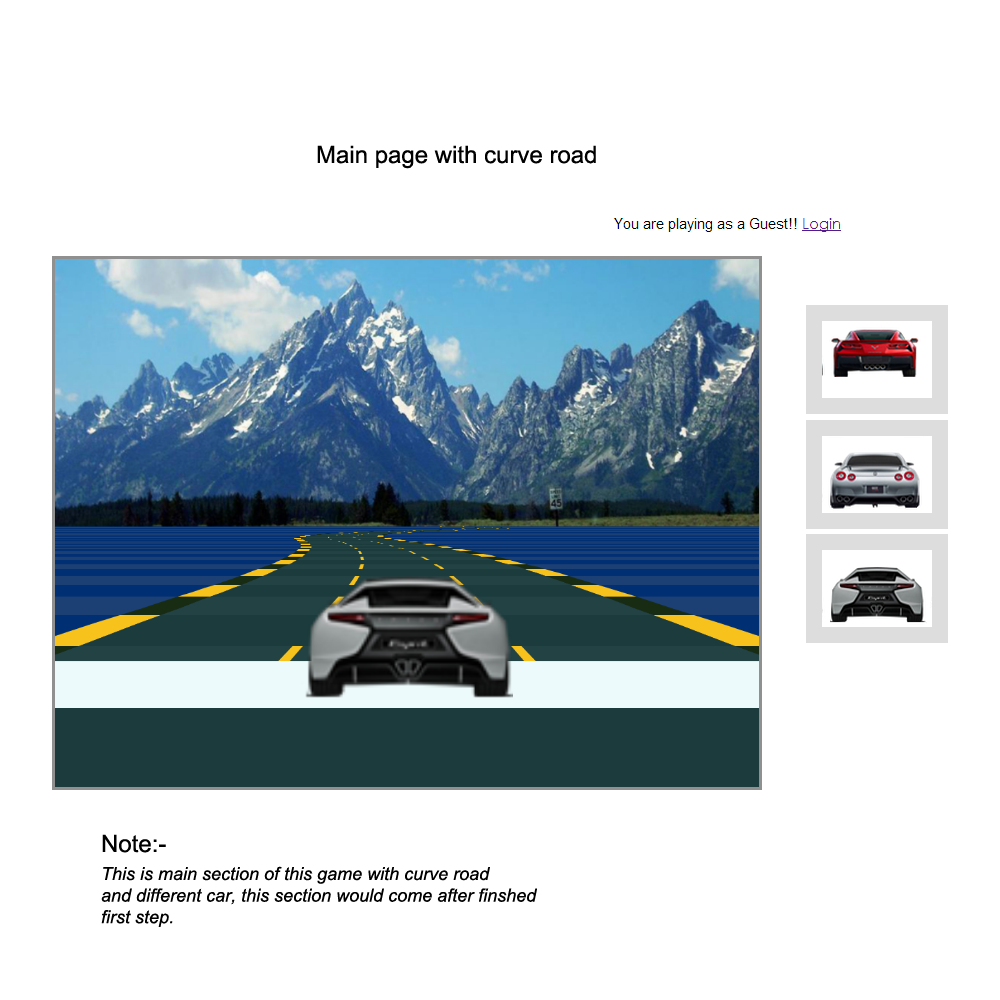 Main page with curve road
You are playing as a Guest!! Login
45
Note:-
This is main section of this game with curve road
and different car, this section would come after finshed
first step.